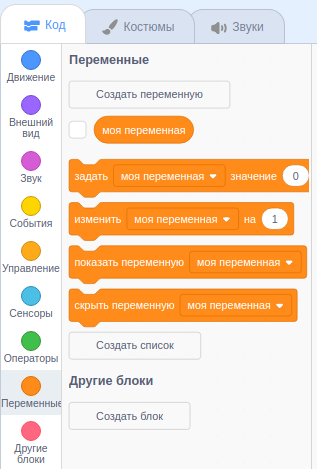 Код
Костюмы
Звуки
Движение
Внешний
вид
Звук
События
Управление
Сенсоры
Операторы
Переменные
Другие
блоки
Переменные
Создать переменную
моя переменная
задать моя переменная значение 0
изменить моя переменная на 1
показать переменную моя переменная
скрыть переменную моя переменная
Создать список
Другие блоки
Создать блок